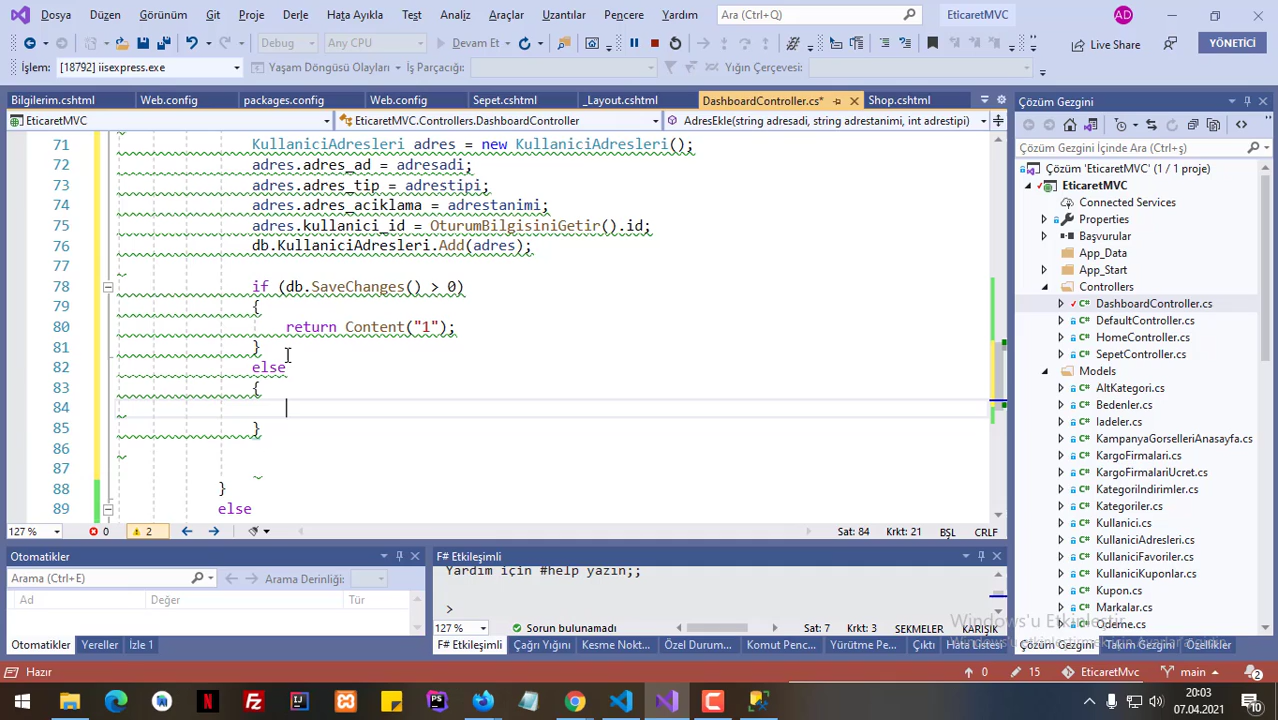 Dosya Düzen Görünüm Git Proje Derle Hata Ayıkla Test Analiz Araçlar Uzantılar Pencere Yardım Ara (Ctrl+Q) EticaretMVC AD
Debug Any CPU Devam Et Live Share YÖNETİCİ
İşlem: [18792] iisexpress.exe Yaşam Döngüsü Olayları İş Parçacığı: Yığın Çerçevesi:
Bilgilerim.cshtml Web.config packages.config Web.config Sepet.cshtml _Layout.cshtml DashboardController.cs* Shop.cshtml
EticaretMVC EticaretMVC.Controllers.DashboardController AdresEkle(string adresadi, string adrestanimi, int adrestipi)
71 KullaniciAdresleri adres = new KullaniciAdresleri();
72 adres.adres_ad = adresadi;
73 adres.adres_tip = adrestipi;
74 adres.adres_aciklama = adrestanimi;
75 adres.kullanici_id = OturumBilgisiniGetir().id;
76 db.KullaniciAdresleri.Add(adres);
77
78 if (db.SaveChanges() > 0)
79 {
80 return Content("1");
81 }
82 else
83 {
84
85 }
86
87
88 }
89 else
127 % 0 2 Sat: 84 Krkt: 21 BŞL CRLF
Çözüm Gezgini
Çözüm Gezgini İçinde Ara (Ctrl+ş)
Çözüm 'EticaretMVC' (1 / 1 proje)
EticaretMVC
Connected Services
Properties
Başvurular
App_Data
App_Start
Controllers
DashboardController.cs
DefaultController.cs
HomeController.cs
SepetController.cs
Models
AltKategori.cs
Bedenler.cs
Iadeler.cs
KampanyaGorselleriAnasayfa.cs
KargoFirmalari.cs
KargoFirmalariUcret.cs
KategoriIndirimler.cs
Kategoriler.cs
Kullanici.cs
KullaniciAdresleri.cs
KullaniciFavoriler.cs
KullaniciKuponlar.cs
Kupon.cs
Markalar.cs
Odeme.cs
Çözüm Gezgini Takım Gezgini Özellikler
Otomatikler
Arama (Ctrl+E) Arama Derinliği:
Ad Değer Tür
Otomatikler Yereller İzle 1
F# Etkileşimli
Yardım için #help yazın;;
>
127 % Sorun bulunamadı Sat: 7 Krkt: 3 SEKMELER KARIŞIK
F# Etkileşimli Çağrı Yığını Kesme Nokt... Özel Durum... Komut Penc... Yürütme Pe... Çıktı Hata Listesi
Windows'u Etkinleştir
Hazır 0 15 EticaretMvc main 2
20:03
07.04.2021
10